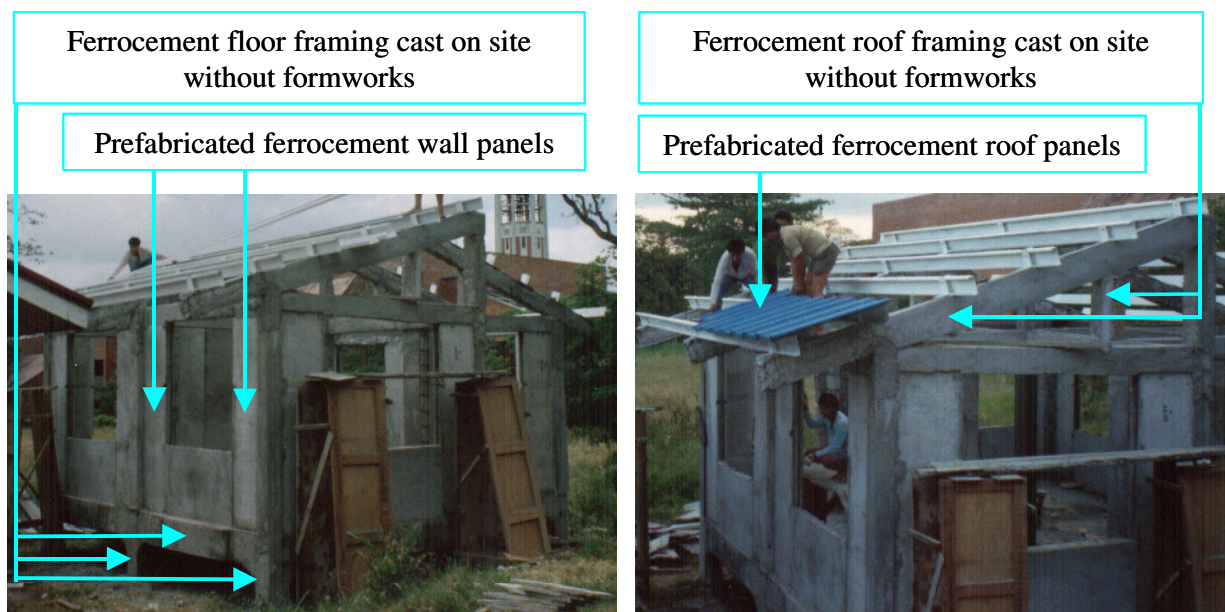 Ferrocement floor framing cast on site
without formworks
Prefabricated ferrocement wall panels
Ferrocement roof framing cast on site
without formworks
Prefabricated ferrocement roof panels